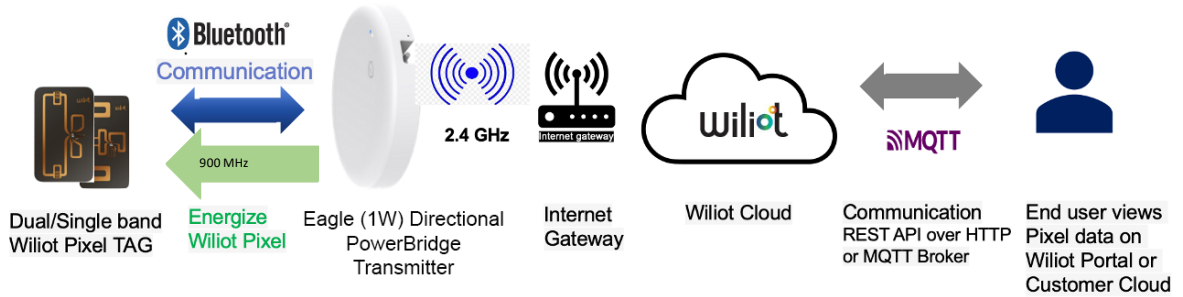 Bluetooth®
Communication
900 MHz
2.4 GHz
Internet gateway
wiliot
MQTT
Dual/Single band
Wiliot Pixel TAG
Energize
Wiliot Pixel
Eagle (1W) Directional
PowerBridge
Transmitter
Internet
Gateway
Wiliot Cloud
Communication
REST API over HTTP
or MQTT Broker
End user views
Pixel data on
Wiliot Portal or
Customer Cloud